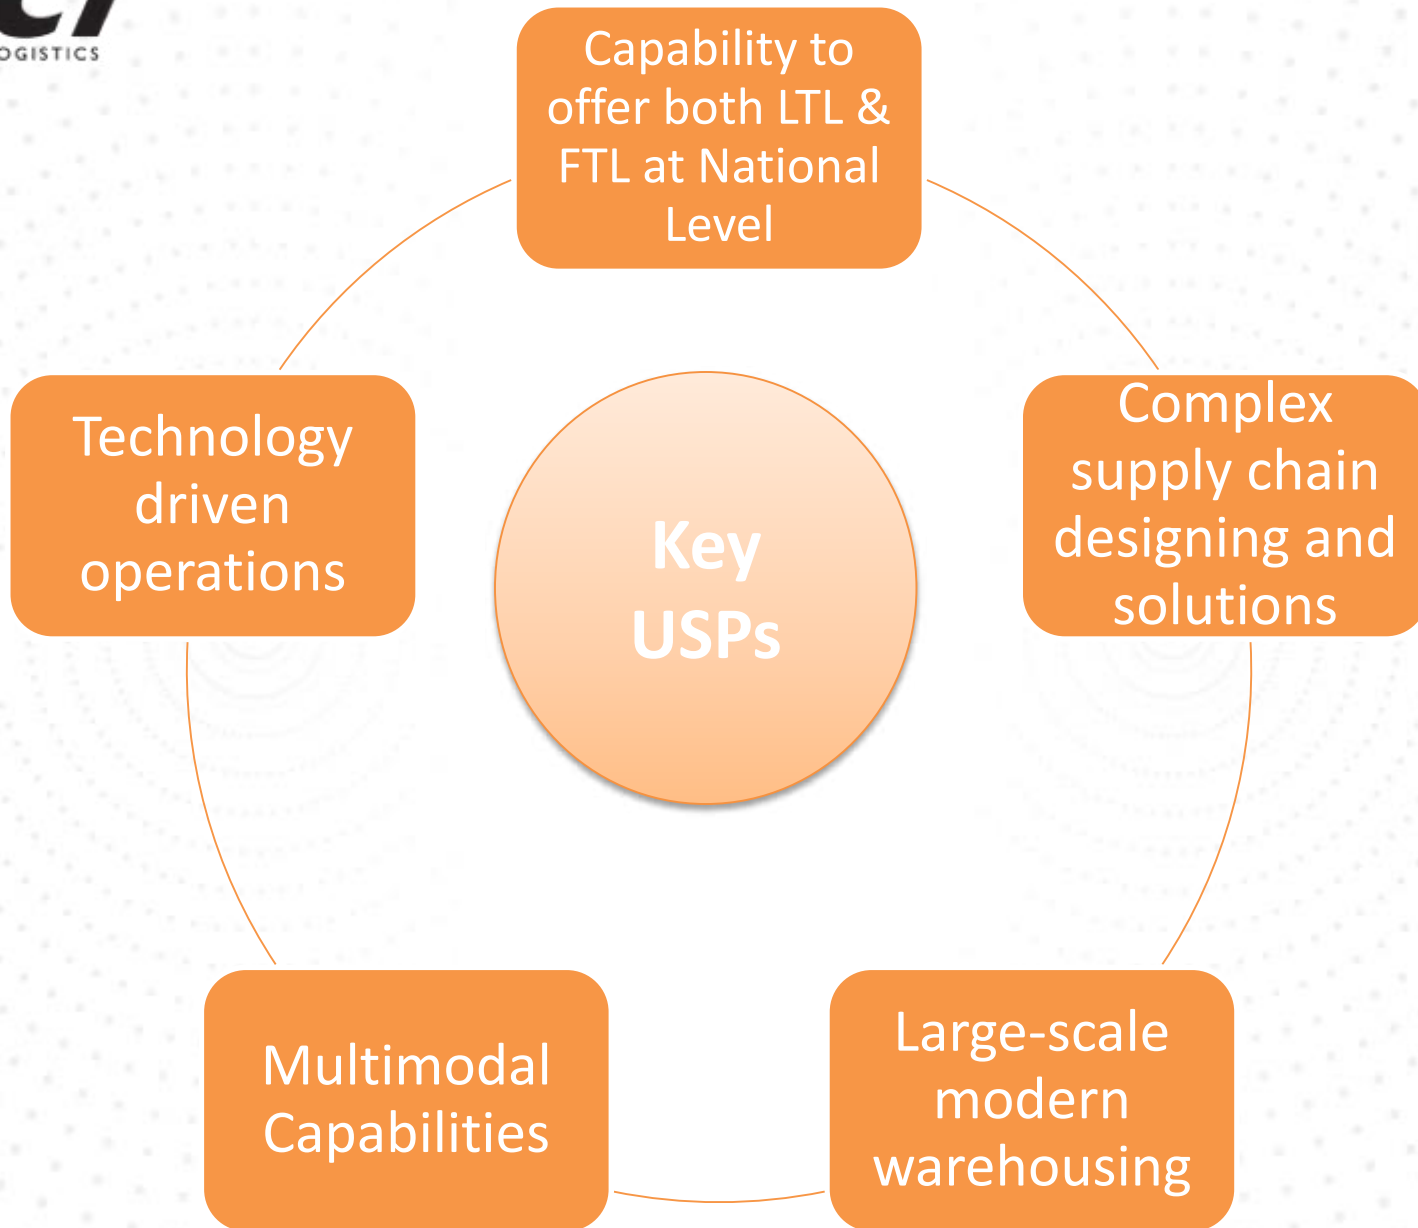 Capability to
offer both LTL &
FTL at National
Level
Complex
supply chain
designing and
solutions
Large-scale
modern
warehousing
Multimodal
Capabilities
Technology
driven
operations
Key
USPs